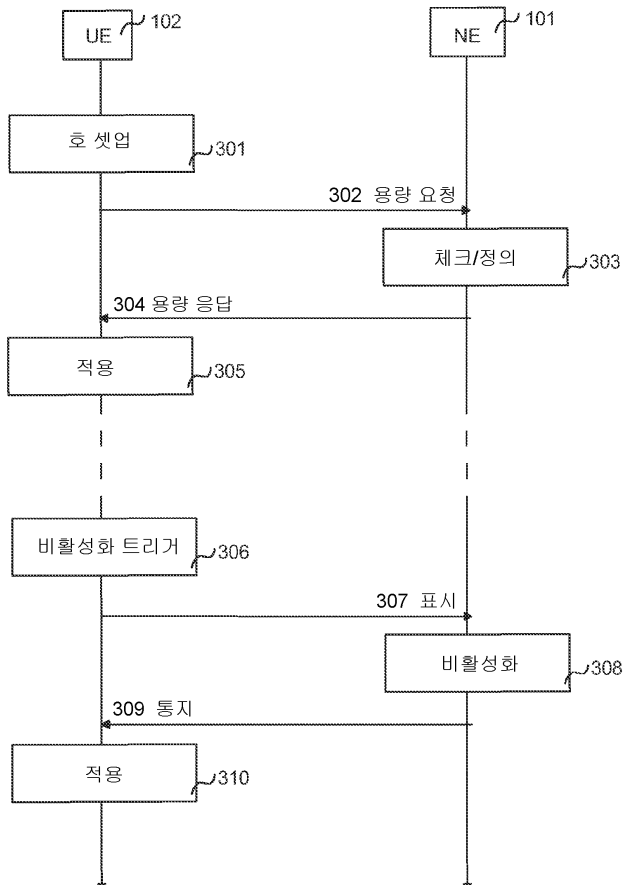 UE 102
NE 101
호 셋업 301
302 용량 요청
체크/정의 303
304 용량 응답
적용 305
비활성화 트리거 306
307 표시
비활성화 308
309 통지
적용 310